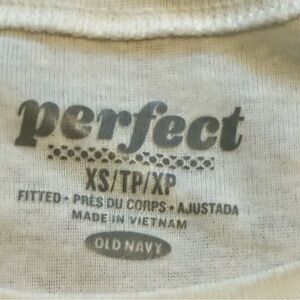 perfect
XS/TP/XP
FITTED • PRÈS DU CORPS • AJUSTADA
MADE IN VIETNAM
OLD NAVY